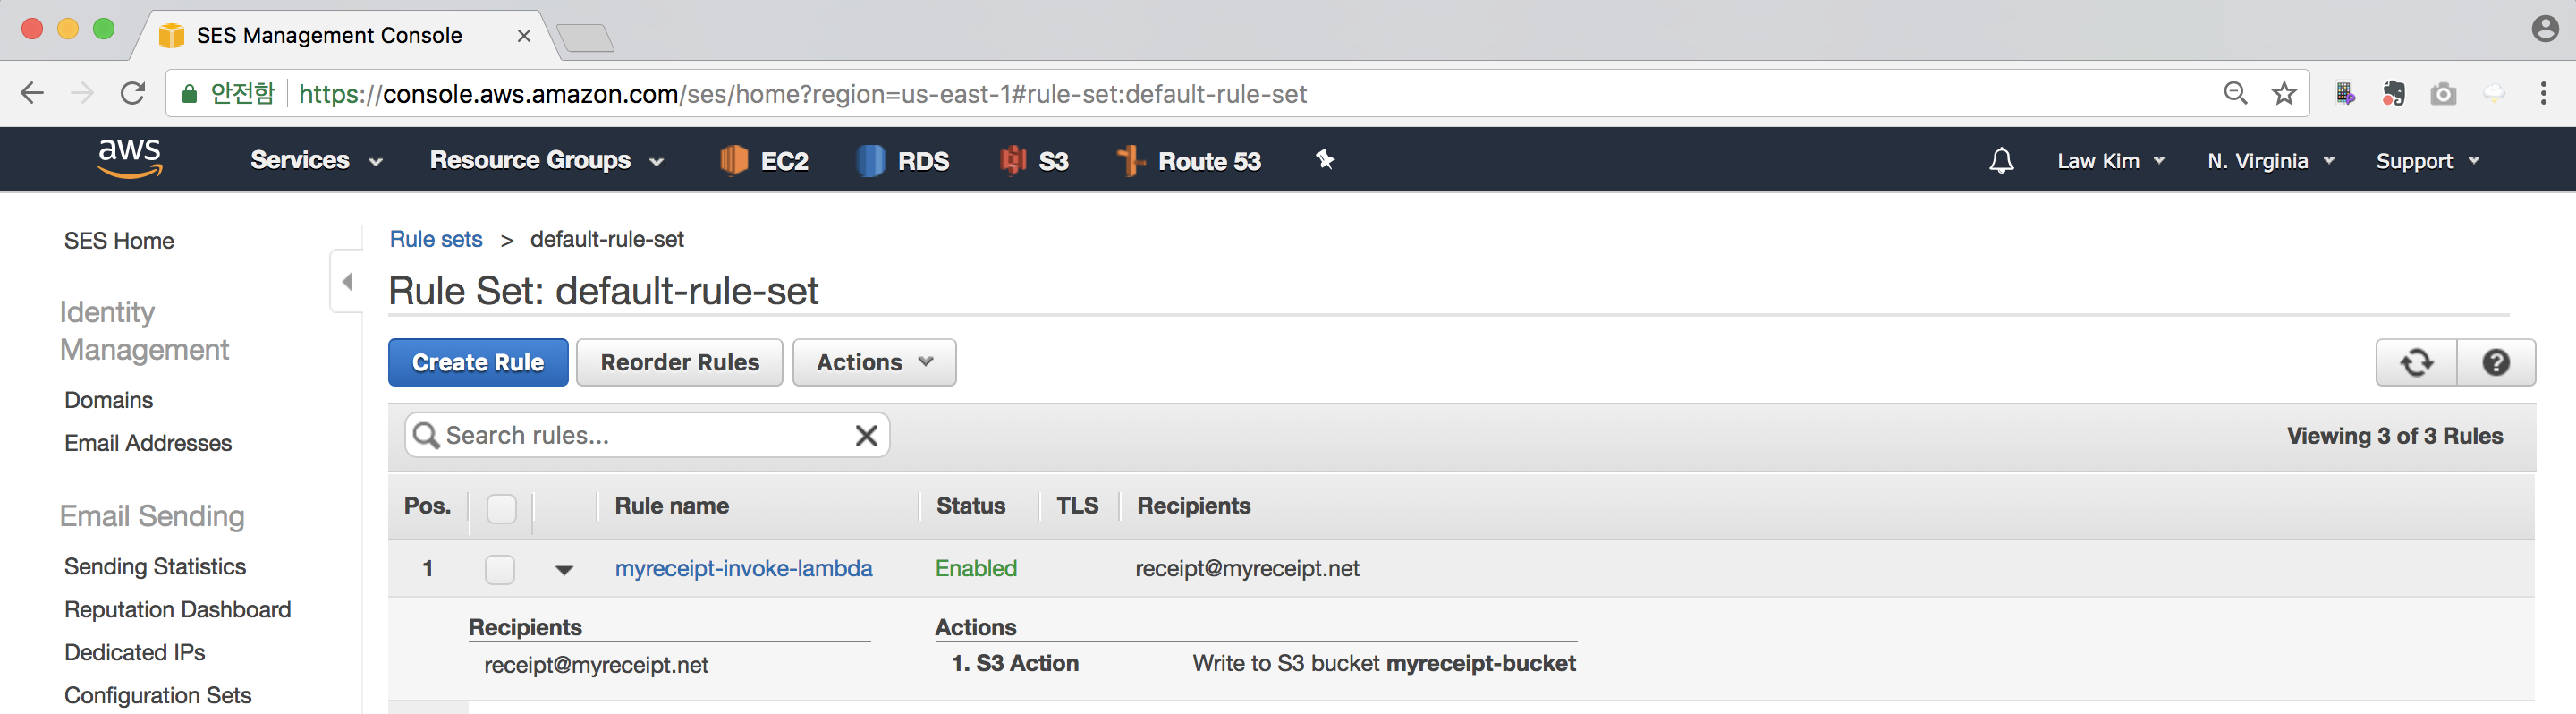 SES Management Console
안전함 https://console.aws.amazon.com/ses/home?region=us-east-1#rule-set:default-rule-set
aws Services Resource Groups EC2 RDS S3 Route 53 Law Kim N. Virginia Support
SES Home
Identity Management
Domains
Email Addresses
Email Sending
Sending Statistics
Reputation Dashboard
Dedicated IPs
Configuration Sets
Rule sets > default-rule-set
Rule Set: default-rule-set
Create Rule Reorder Rules Actions
Search rules... Viewing 3 of 3 Rules
Pos. Rule name Status TLS Recipients
1 myreceipt-invoke-lambda Enabled receipt@myreceipt.net
Recipients Actions
receipt@myreceipt.net 1. S3 Action Write to S3 bucket myreceipt-bucket